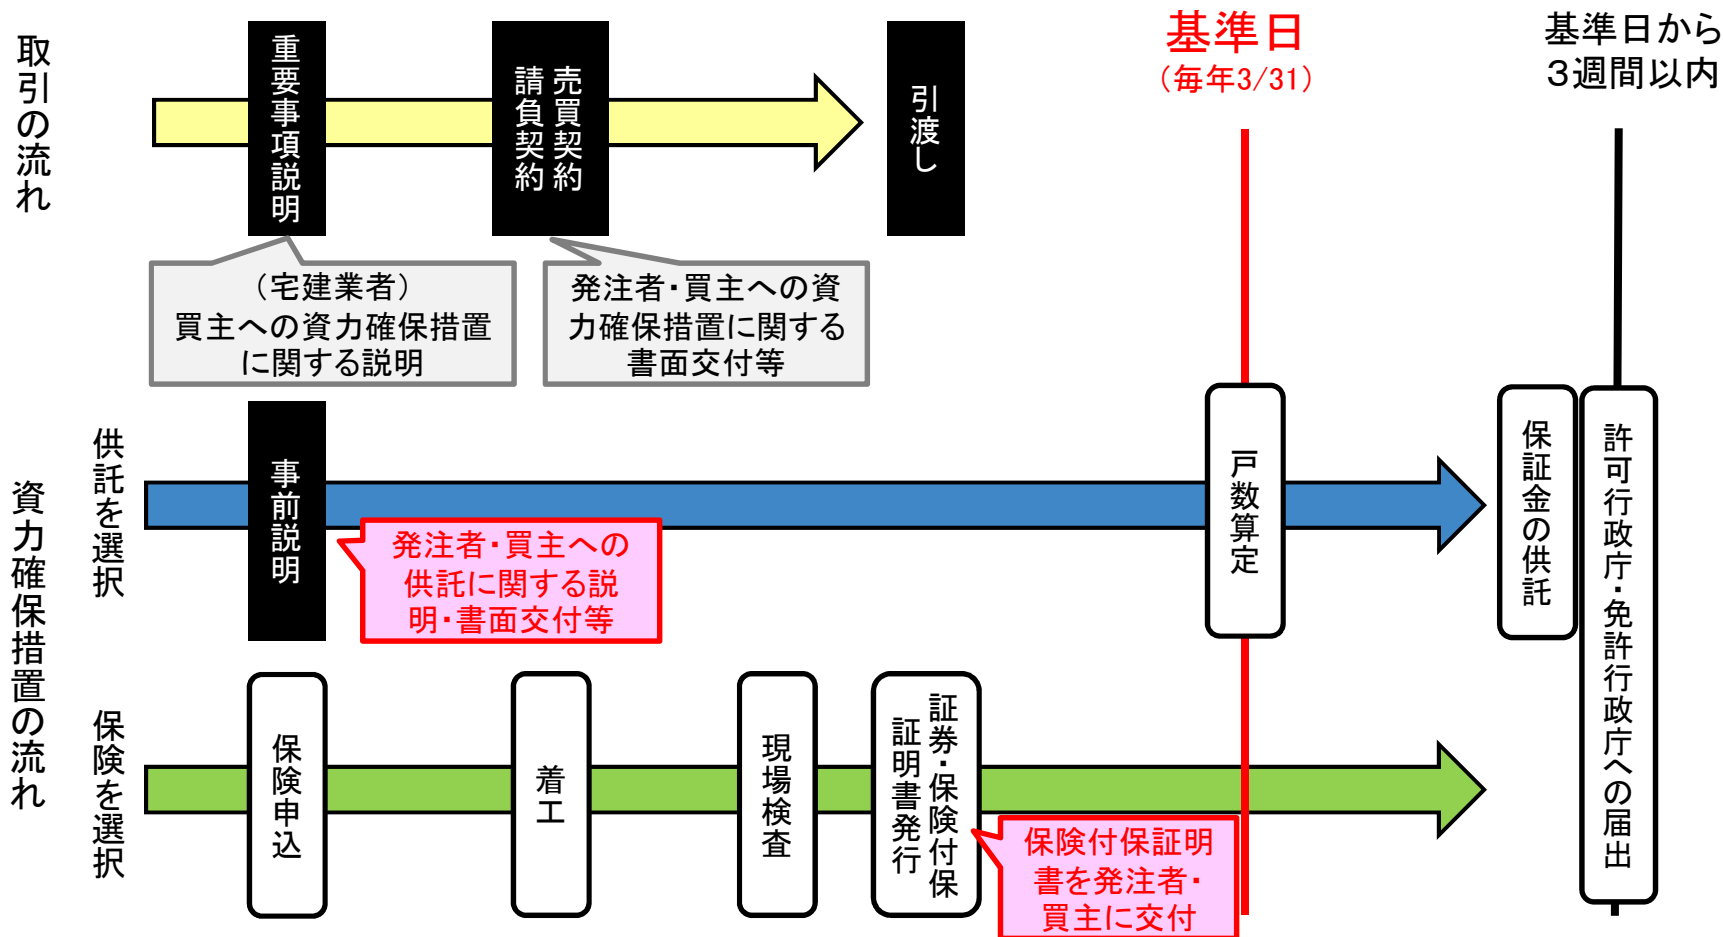 取引の流れ
重要事項説明
売買契約
請負契約
引渡し
基準日
（毎年3/31）
基準日から
３週間以内
（宅建業者）
買主への資力確保措置
に関する説明
発注者・買主への資
力確保措置に関する
書面交付等
資力確保措置の流れ
供託を選択
事前説明
発注者・買主への
供託に関する説
明・書面交付等
戸数算定
保証金の供託
許可行政庁・免許行政庁への届出
保険を選択
保険申込
着工
現場検査
証券・保険付保
証明書発行
保険付保証明
書を発注者・
買主に交付